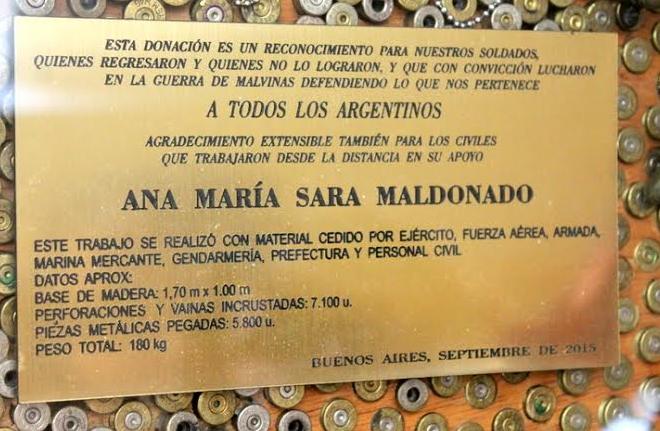 ESTA DONACIÓN ES UN RECONOCIMIENTO PARA NUESTROS SOLDADOS,
QUIENES REGRESARON Y QUIENES NO LO LOGRARON, Y QUE CON CONVICCIÓN LUCHARON
EN LA GUERRA DE MALVINAS DEFENDIENDO LO QUE NOS PERTENECE
A TODOS LOS ARGENTINOS
AGRADECIMIENTO EXTENSIBLE TAMBIÉN PARA LOS CIVILES
QUE TRABAJARON DESDE LA DISTANCIA EN SU APOYO
ANA MARÍA SARA MALDONADO
ESTE TRABAJO SE REALIZÓ CON MATERIAL CEDIDO POR EJÉRCITO, FUERZA AÉREA, ARMADA,
MARINA MERCANTE, GENDARMERÍA, PREFECTURA Y PERSONAL CIVIL
DATOS APROX:
BASE DE MADERA: 1,70 m x 1.00 m
PERFORACIONES Y VAINAS INCRUSTADAS: 7.100 u.
PIEZAS METÁLICAS PEGADAS: 5.800 u.
PESO TOTAL: 180 kg
BUENOS AIRES, SEPTIEMBRE DE 2015